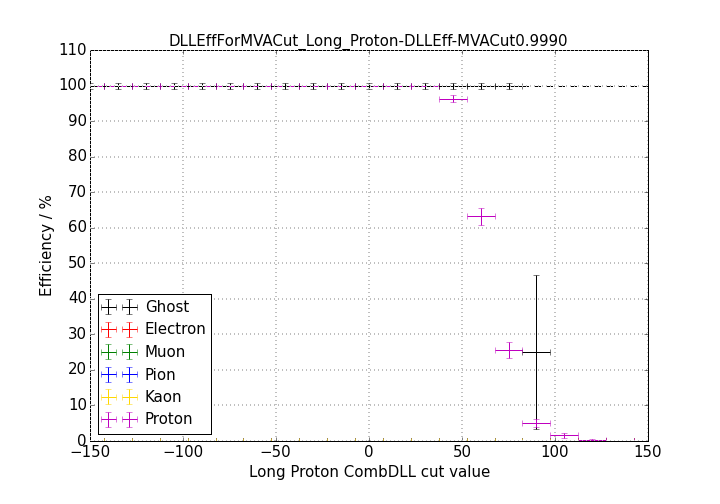 DLLEffForMVACut_Long_Proton-DLLEff-MVACut0.9990
110
100
90
80
70
60
50
40
30
20
10
0
Efficiency / %
Ghost
Electron
Muon
Pion
Kaon
Proton
−150 −100 −50 0 50 100 150
Long Proton CombDLL cut value